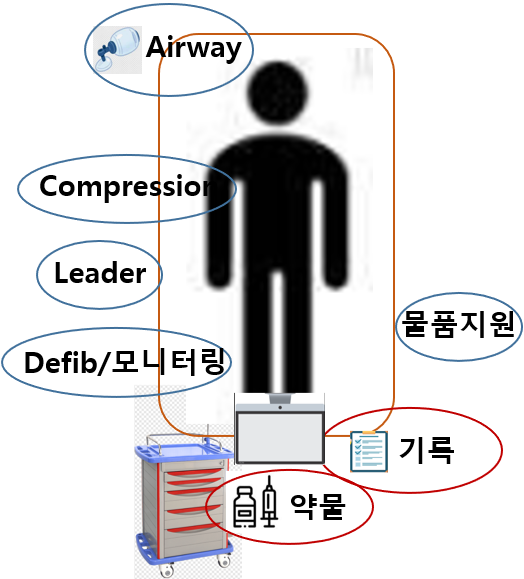 Airway
Compression
Leader
물품지원
Defib/모니터링
기록
약물